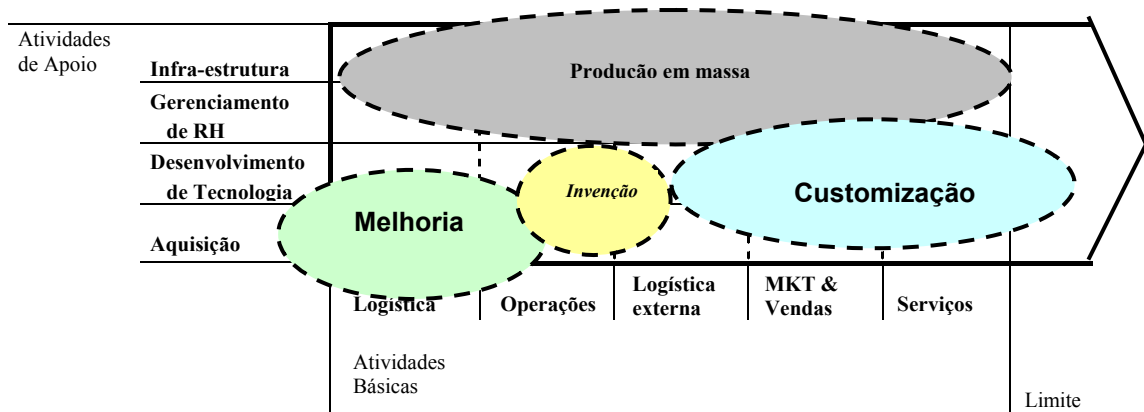 Atividades
de Apoio
Infra-estrutura
Producão em massa
Gerenciamento
de RH
Desenvolvimento
de Tecnologia
Invenção
Customização
Melhoria
Aquisição
Logística
Operações
Logística
externa
MKT &
Vendas
Serviços
Atividades
Básicas
Limite